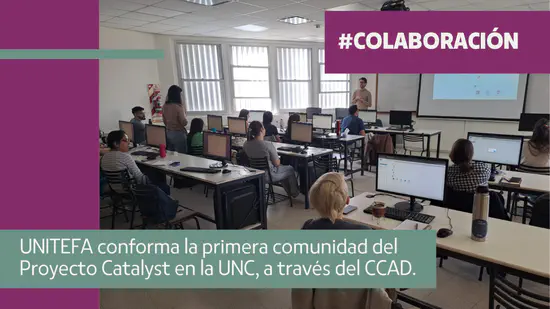 #COLABORACIÓN
UNITEFA conforma la primera comunidad del
Proyecto Catalyst en la UNC, a través del CCAD.